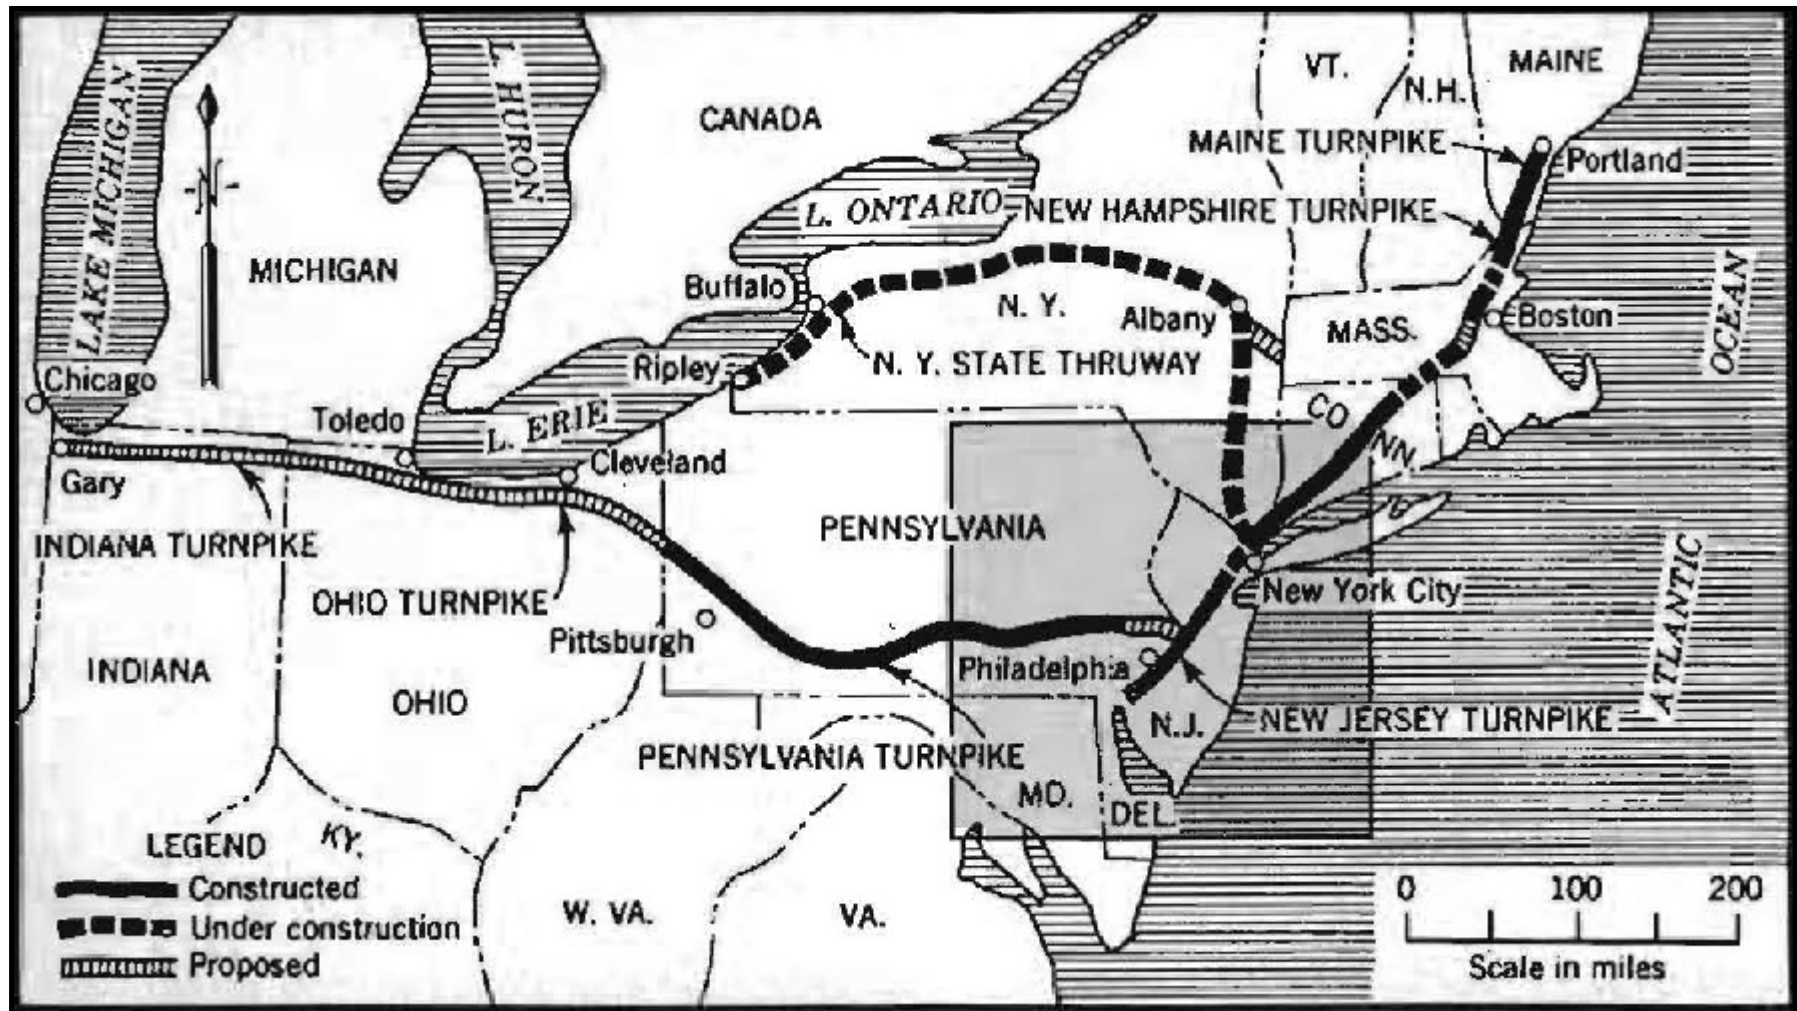 LAKE MICHIGAN
L. HURON
CANADA
VT.
N.H.
MAINE
MAINE TURNPIKE
Portland
N
L. ONTARIO
NEW HAMPSHIRE TURNPIKE
MICHIGAN
Buffalo
N. Y.
Albany
MASS.
Boston
OCEAN
Ripley
N. Y. STATE THRUWAY
Chicago
Toledo
L. ERIE
CONN.
Cleveland
Gary
PENNSYLVANIA
INDIANA TURNPIKE
OHIO TURNPIKE
New York City
ATLANTIC
Pittsburgh
INDIANA
OHIO
Philadelphia
N.J.
NEW JERSEY TURNPIKE
PENNSYLVANIA TURNPIKE
MD.
DEL.
KY.
W. VA.
VA.
LEGEND
Constructed
Under construction
Proposed
0 100 200
Scale in miles